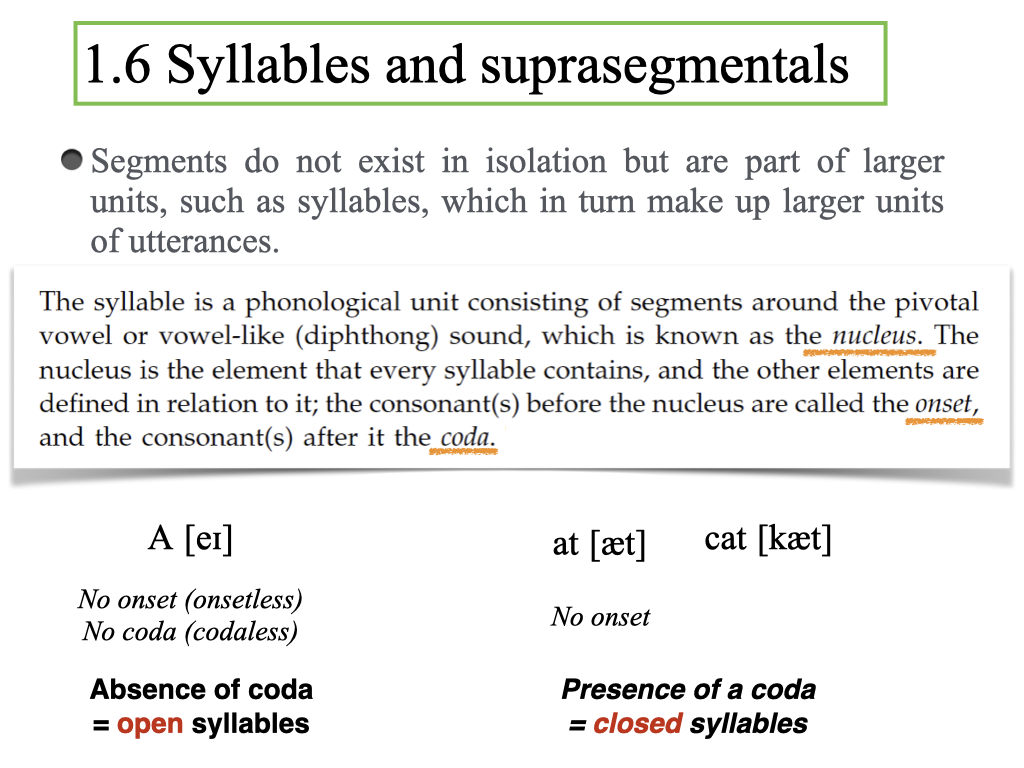 1.6 Syllables and suprasegmentals
Segments do not exist in isolation but are part of larger
units, such as syllables, which in turn make up larger units
of utterances.
The syllable is a phonological unit consisting of segments around the pivotal
vowel or vowel-like (diphthong) sound, which is known as the nucleus. The
nucleus is the element that every syllable contains, and the other elements are
defined in relation to it; the consonant(s) before the nucleus are called the onset,
and the consonant(s) after it the coda.
A [eɪ]
at [æt]
cat [kæt]
No onset (onsetless)
No coda (codaless)
No onset
Absence of coda
= open syllables
Presence of a coda
= closed syllables